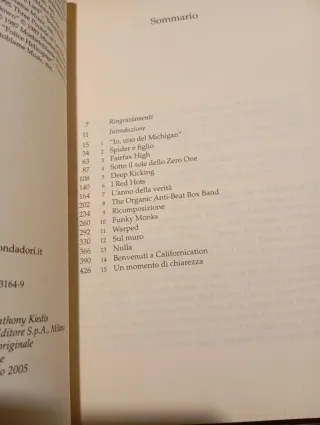 Sommario
7 Ringraziamenti
11 Introduzione
15 1 "Io, uno del Michigan"
34 2 Spider e figlio
63 3 Fairfax High
87 4 Sotto il sole dello Zero One
108 5 Deep Kicking
140 6 I Red Hots
164 7 L'anno della verità
202 8 The Organic Anti-Beat Box Band
234 9 Ricomposizione
256 10 Funky Monks
292 11 Warped
330 12 Sul muro
366 13 Nulla
390 14 Benvenuti a Californication
426 15 Un momento di chiarezza
ondadori.it
3164-9
nthony Kiedis
ditore S.p.A., Milano
originale
2005